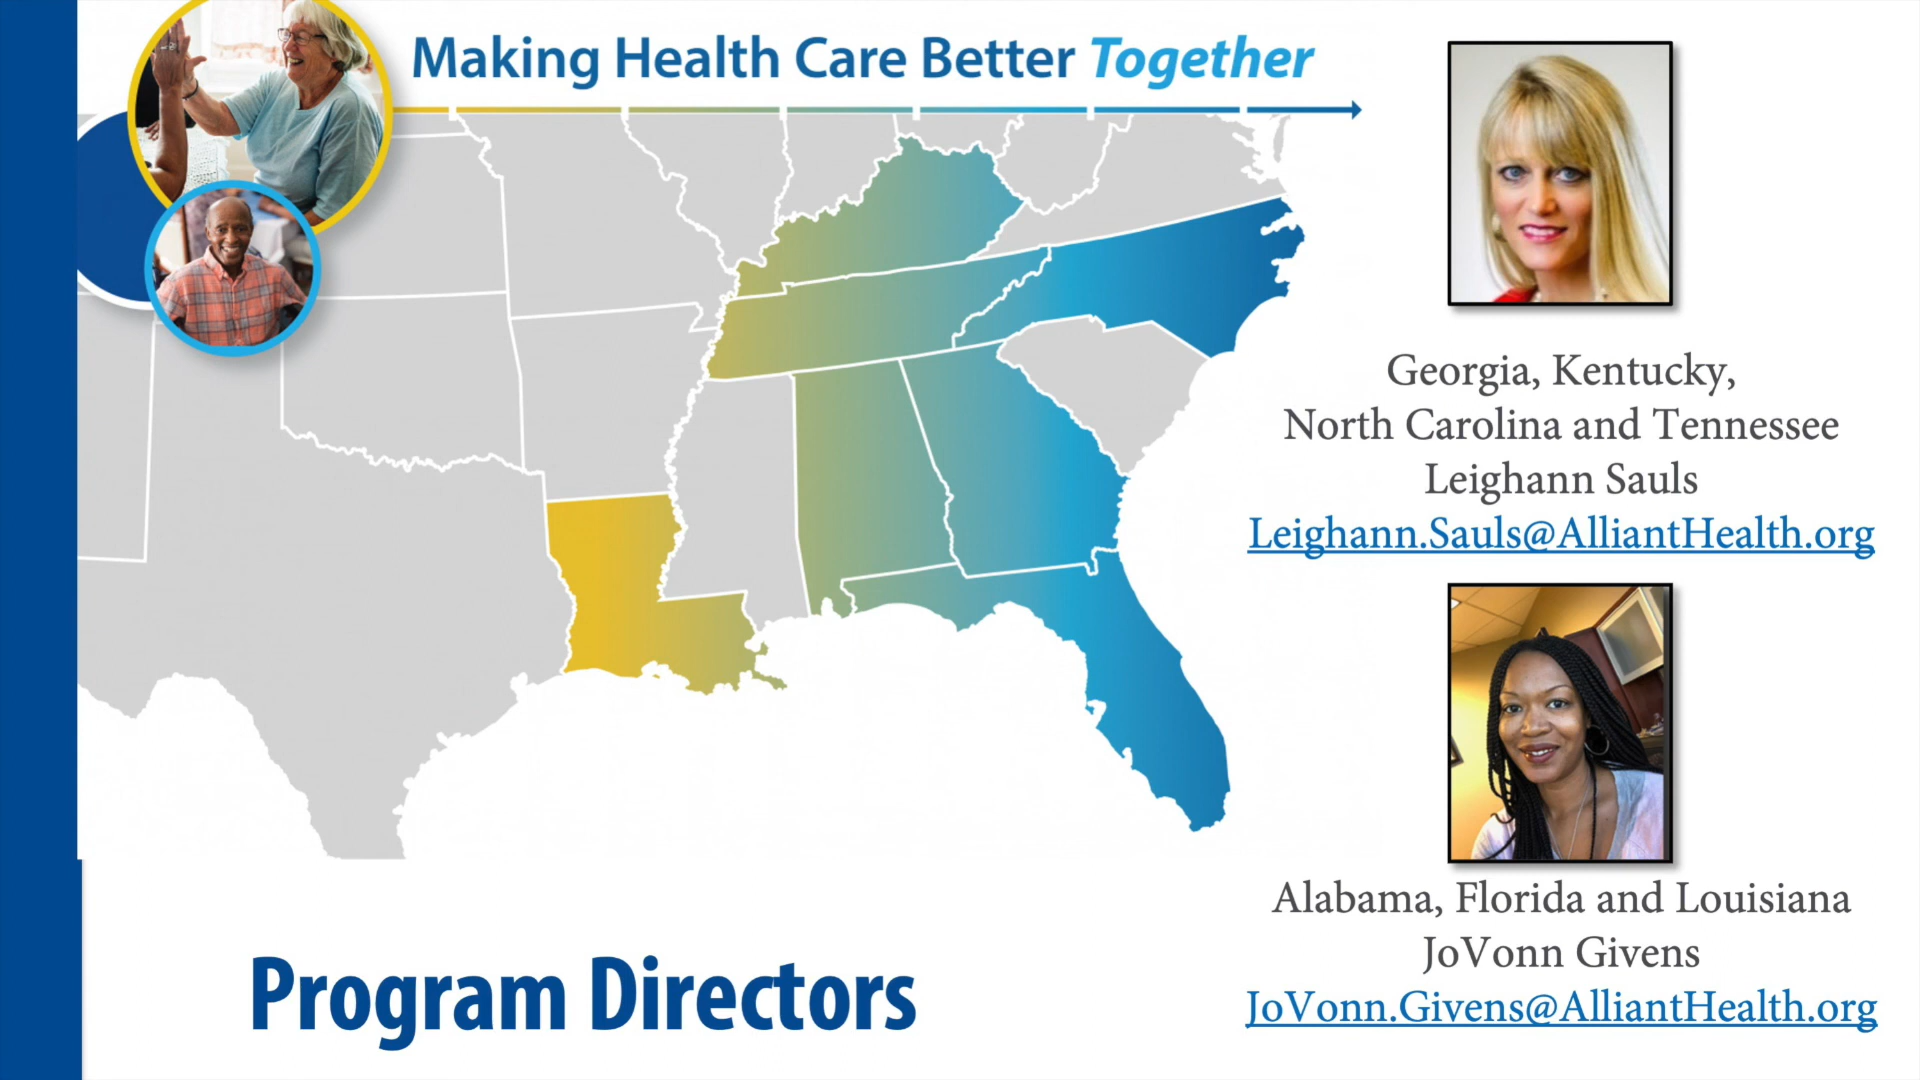 Making Health Care Better Together
Georgia, Kentucky,
North Carolina and Tennessee
Leighann Sauls
Leighann.Sauls@AlliantHealth.org
Alabama, Florida and Louisiana
JoVonn Givens
JoVonn.Givens@AlliantHealth.org
Program Directors